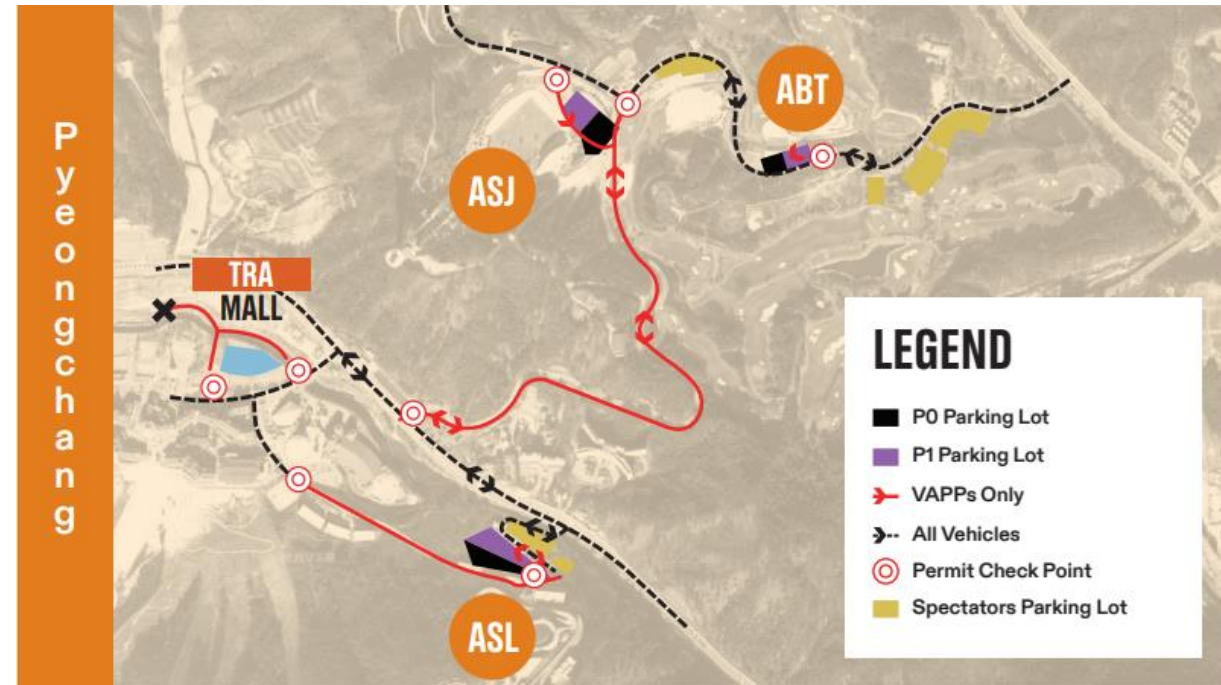 Pyeongchang
ABT
ASJ
TRA
MALL
ASL
LEGEND
P0 Parking Lot
P1 Parking Lot
VAPPs Only
All Vehicles
Permit Check Point
Spectators Parking Lot